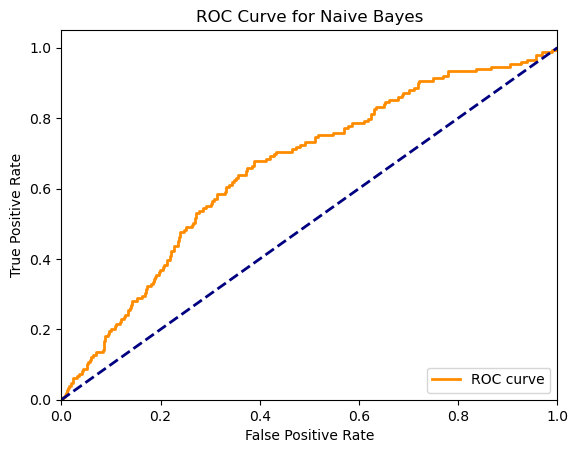 ROC Curve for Naive Bayes
True Positive Rate
1.0
0.8
0.6
0.4
0.2
0.0
ROC curve
0.0 0.2 0.4 0.6 0.8 1.0
False Positive Rate